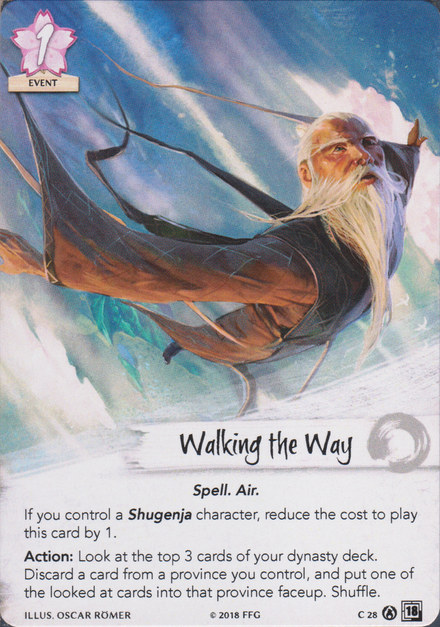 1
EVENT
Walking the Way
Spell. Air.
If you control a Shugenja character, reduce the cost to play
this card by 1.
Action: Look at the top 3 cards of your dynasty deck.
Discard a card from a province you control, and put one of
the looked at cards into that province faceup. Shuffle.
ILLUS. OSCAR RÖMER © 2018 FFG C 28 18